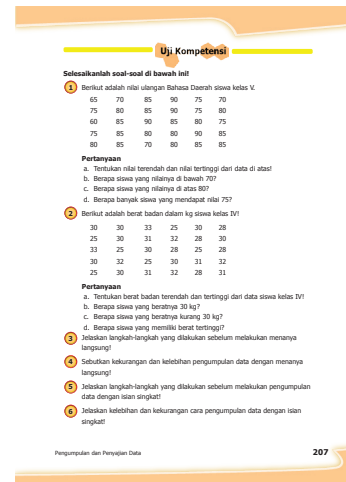 Uji Kompetensi
Selesaikanlah soal-soal di bawah ini!
1 Berikut adalah nilai ulangan Bahasa Daerah siswa kelas V.
65 70 85 90 75 70
75 80 85 90 75 80
60 85 90 85 80 75
75 85 80 80 90 85
80 85 70 80 85 85
Pertanyaan
a. Tentukan nilai terendah dan nilai tertinggi dari data di atas!
b. Berapa siswa yang nilainya di bawah 70?
c. Berapa siswa yang nilainya di atas 80?
d. Berapa banyak siswa yang mendapat nilai 75?
2 Berikut adalah berat badan dalam kg siswa kelas IV!
30 30 33 25 30 28
25 30 31 32 28 30
33 25 30 28 25 28
30 32 25 30 31 32
25 30 31 32 28 31
Pertanyaan
a. Tentukan berat badan terendah dan tertinggi dari data siswa kelas IV!
b. Berapa siswa yang beratnya 30 kg?
c. Berapa siswa yang beratnya kurang 30 kg?
d. Berapa siswa yang memiliki berat tertinggi?
3 Jelaskan langkah-langkah yang dilakukan sebelum melakukan menanya
langsung!
4 Sebutkan kekurangan dan kelebihan pengumpulan data dengan menanya
langsung!
5 Jelaskan langkah-langkah yang dilakukan sebelum melakukan pengumpulan
data dengan isian singkat!
6 Jelaskan kelebihan dan kekurangan cara pengumpulan data dengan isian
singkat!
Pengumpulan dan Penyajian Data 207